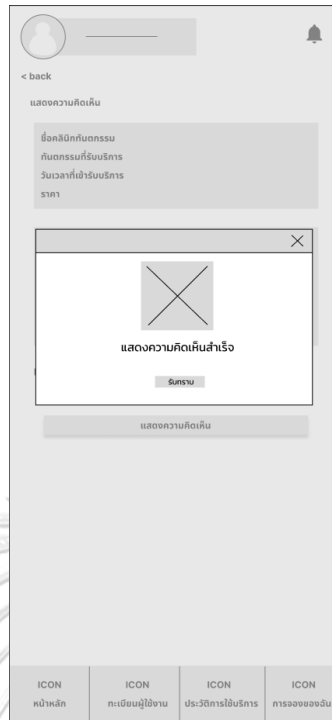 < back
แสดงความคิดเห็น
ชื่อคลินิกทันตกรรม
ทันตกรรมที่รับบริการ
วันเวลาที่เข้ารับบริการ
ราคา
แสดงความคิดเห็นสำเร็จ
รับทราบ
แสดงความคิดเห็น
ICON ICON ICON ICON
หน้าหลัก ทะเบียนผู้ใช้งาน ประวัติการใช้บริการ การจองของฉัน